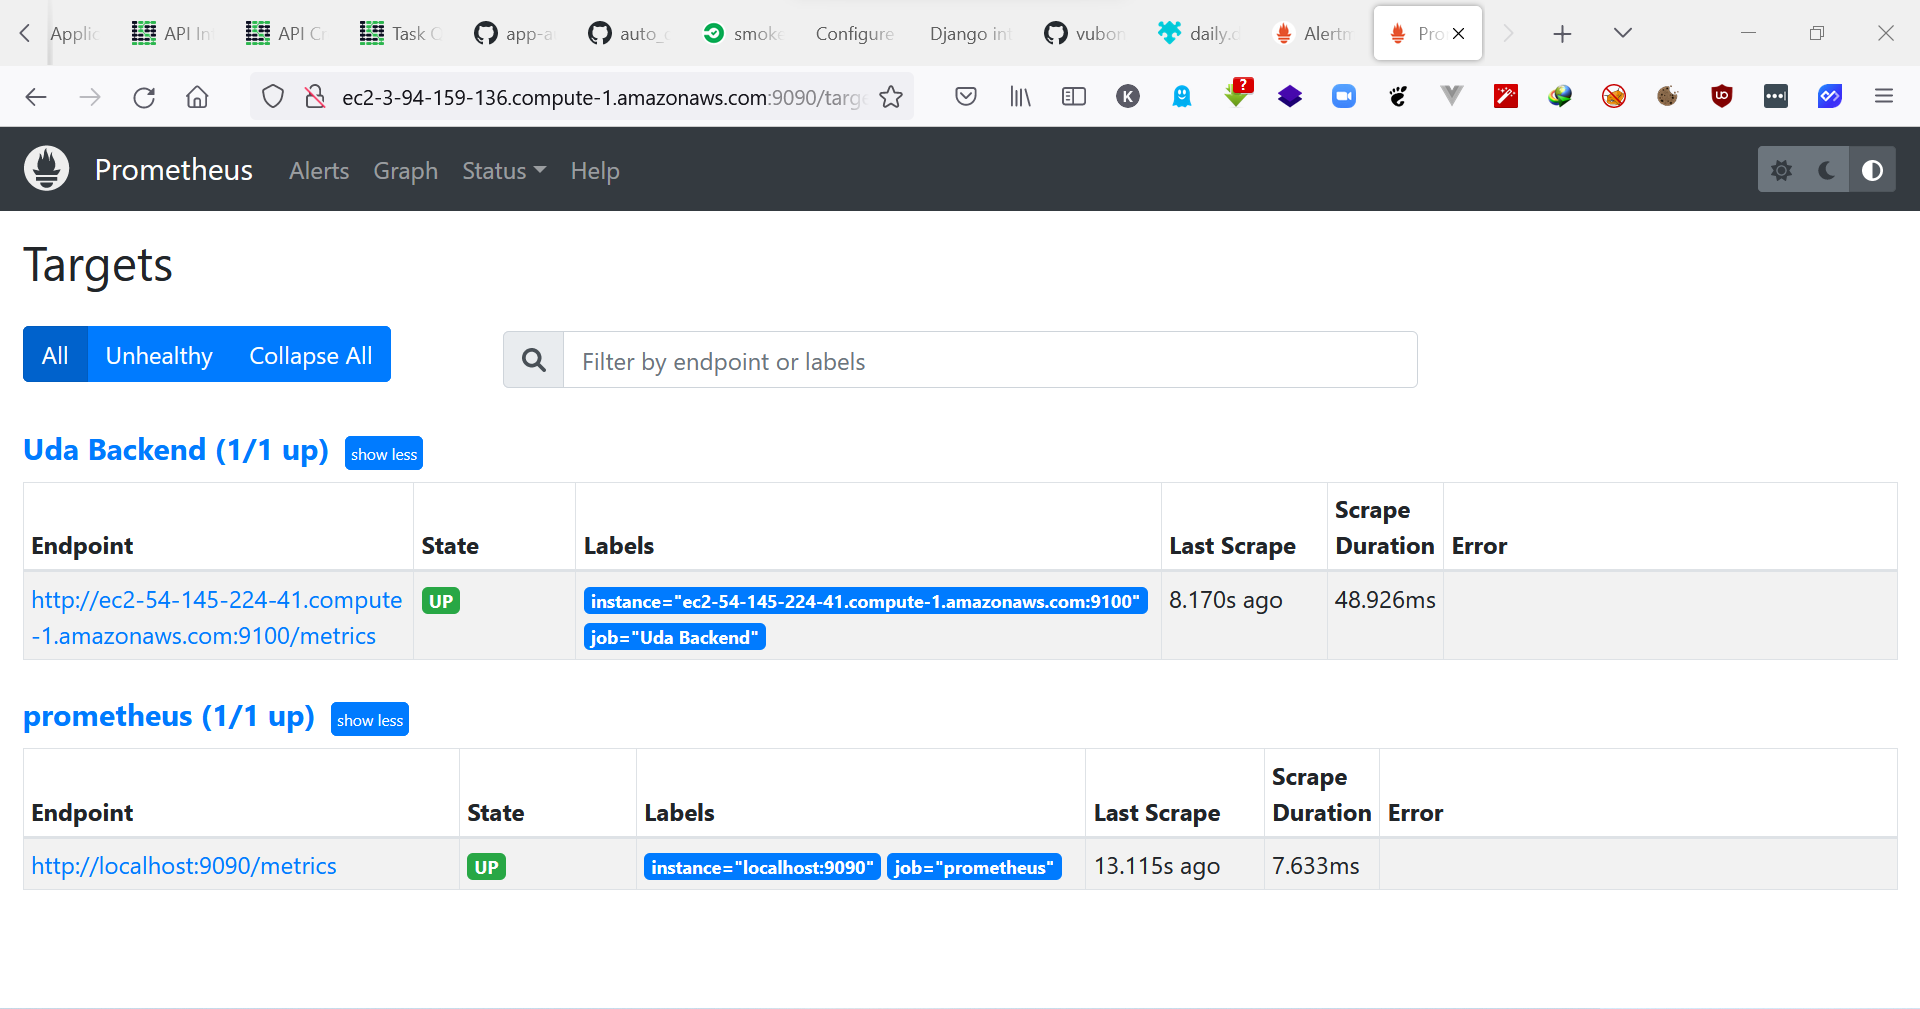 Applic
API In
API Cr
Task
app-a
auto_
smoke
Configure
Django int
vubon
daily.d
Alertm
Pro
ec2-3-94-159-136.compute-1.amazonaws.com:9090/targe
K
?
Prometheus
Alerts
Graph
Status
Help
Targets
All
Unhealthy
Collapse All
Filter by endpoint or labels
Uda Backend (1/1 up)
show less
Endpoint
State
Labels
Last Scrape
Scrape
Duration
Error
http://ec2-54-145-224-41.compute
-1.amazonaws.com:9100/metrics
UP
instance="ec2-54-145-224-41.compute-1.amazonaws.com:9100"
job="Uda Backend"
8.170s ago
48.926ms
prometheus (1/1 up)
show less
Endpoint
State
Labels
Last Scrape
Scrape
Duration
Error
http://localhost:9090/metrics
UP
instance="localhost:9090"
job="prometheus"
13.115s ago
7.633ms